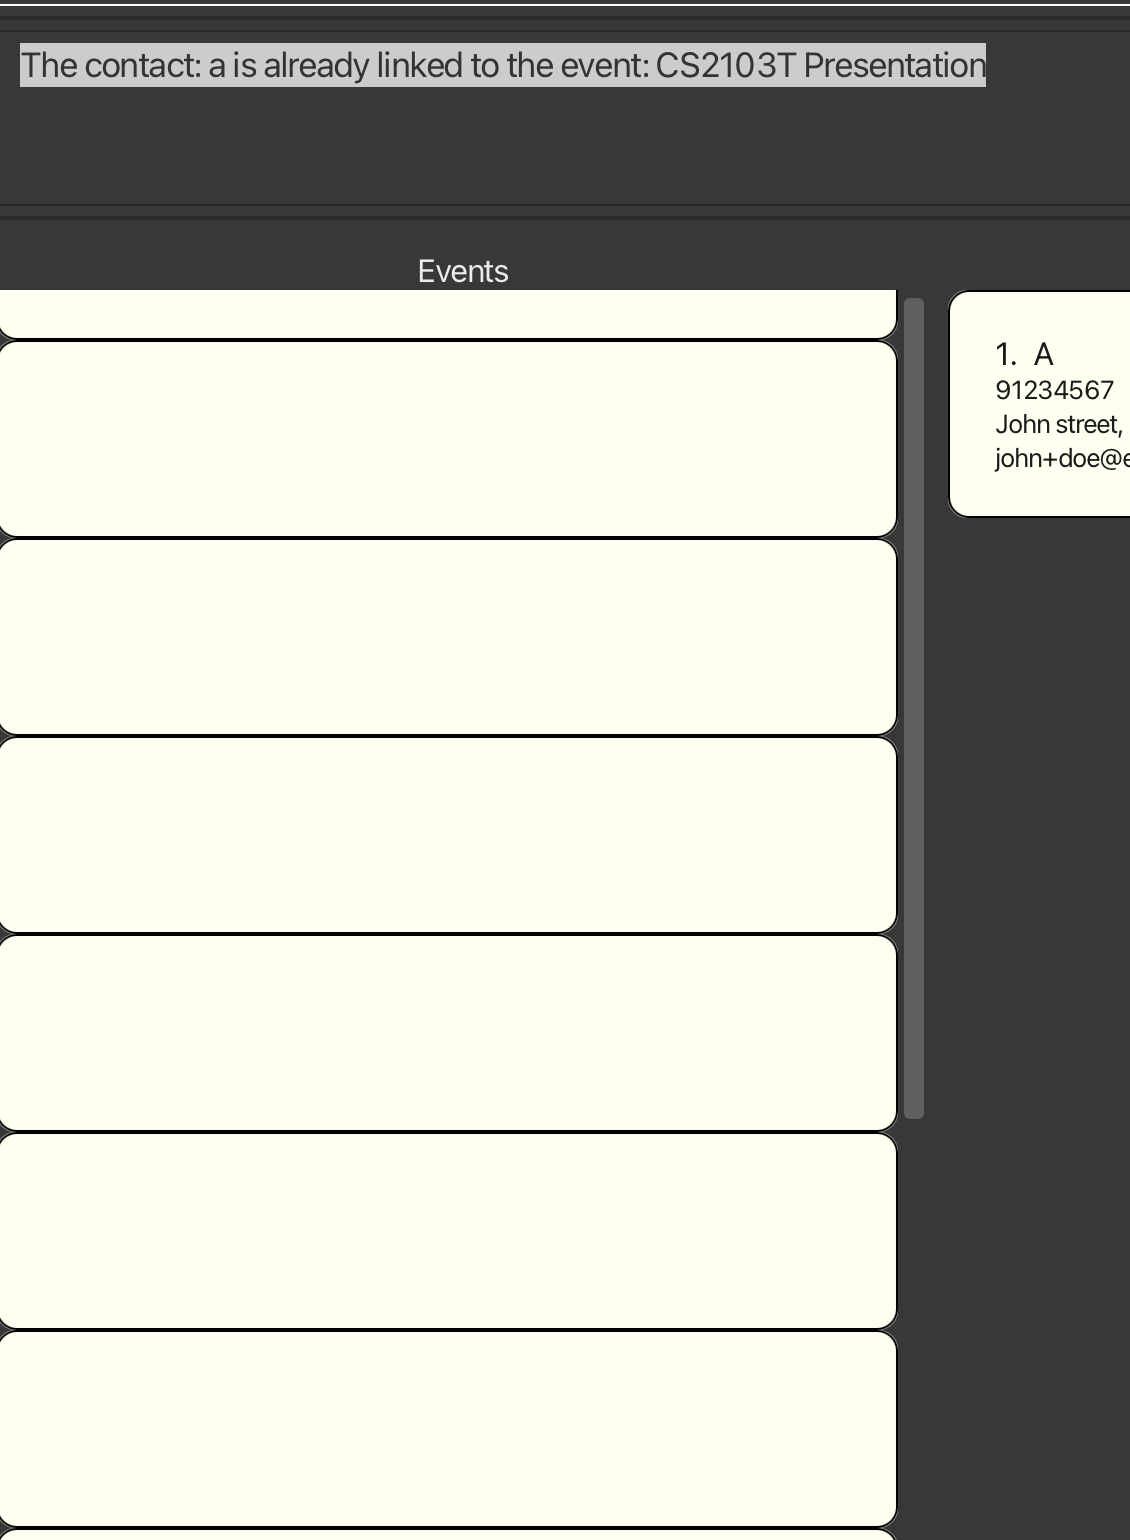 The contact: a is already linked to the event: CS2103T Presentation
Events
1. A
91234567
John street,
john+doe@e